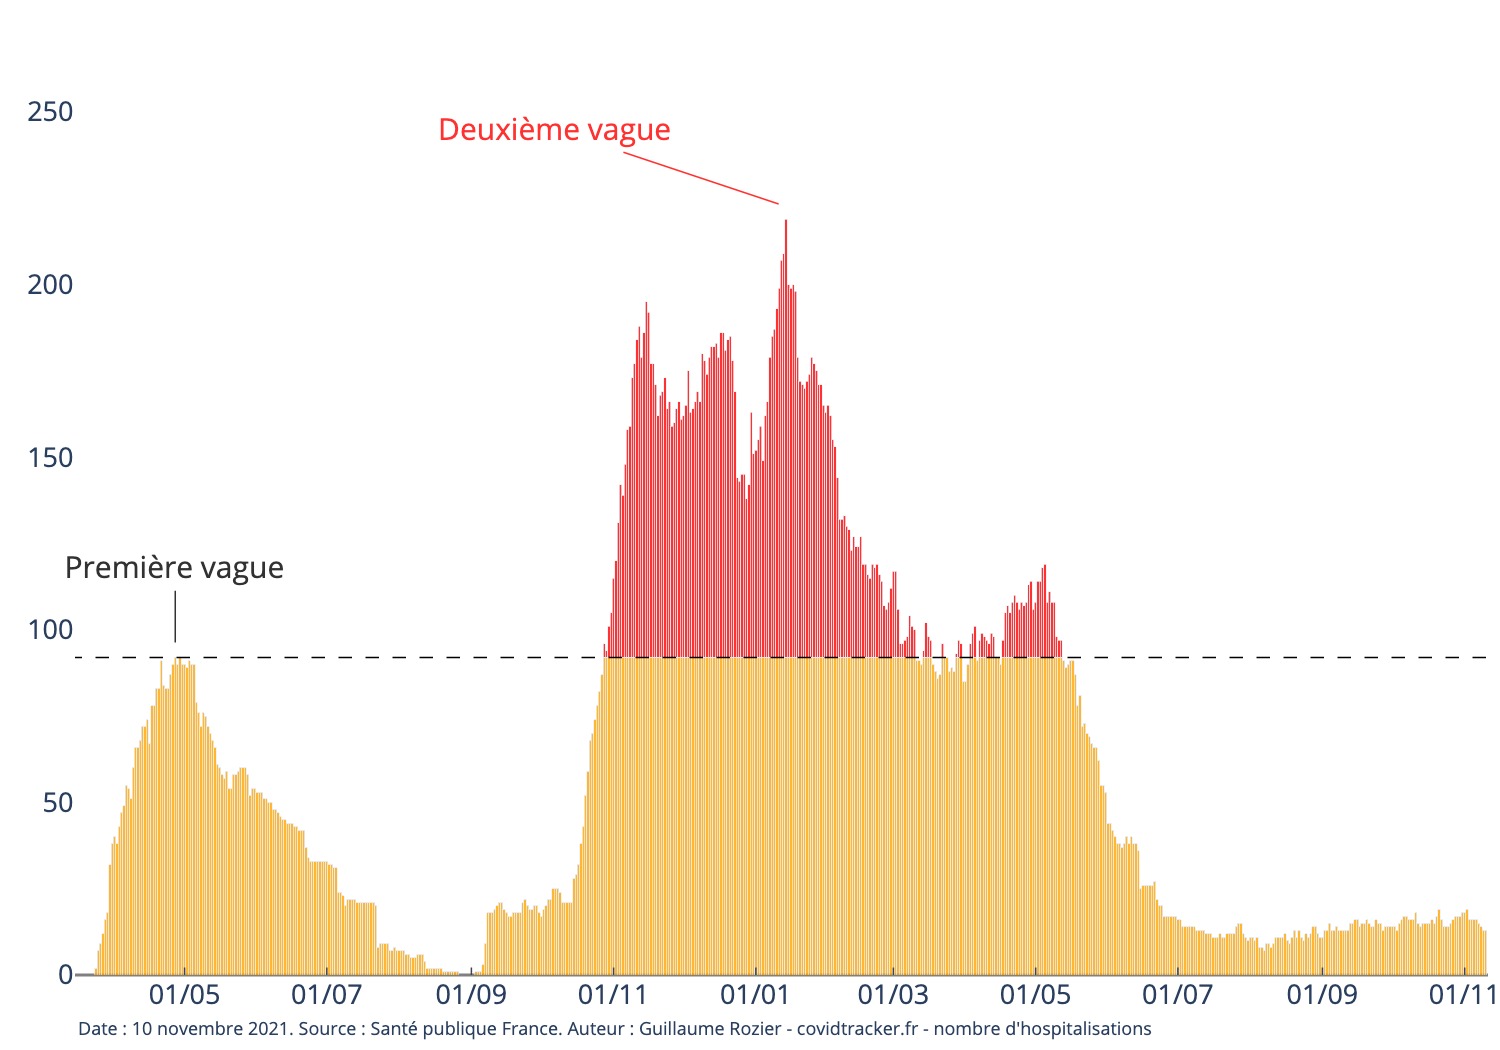 250
Deuxième vague
200
150
Première vague
100
50
0
01/05 01/07 01/09 01/11 01/01 01/03 01/05 01/07 01/09 01/11
Date : 10 novembre 2021. Source : Santé publique France. Auteur : Guillaume Rozier - covidtracker.fr - nombre d'hospitalisations